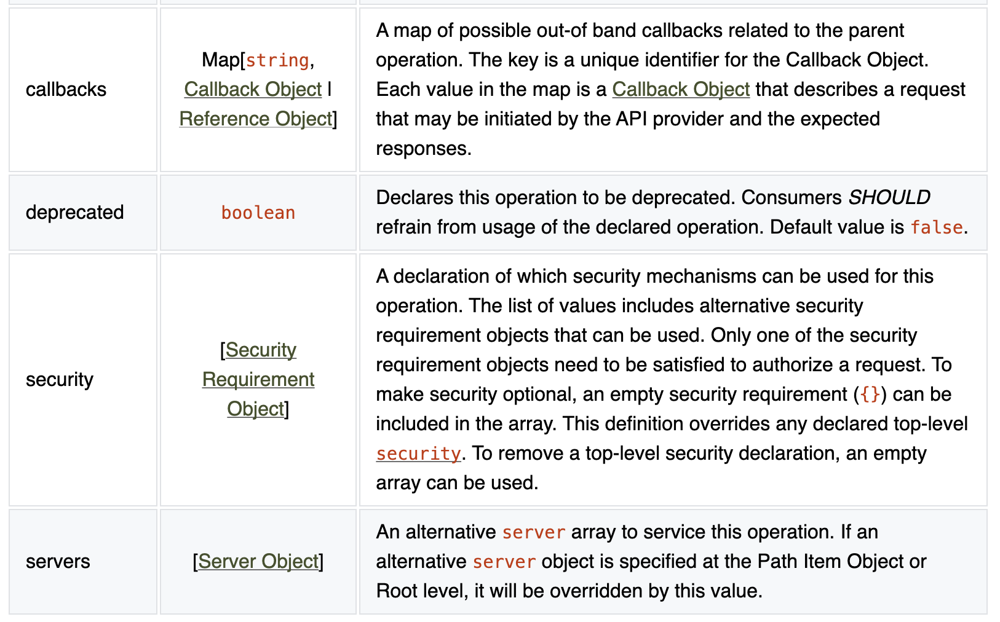 callbacks
Map[string,
Callback Object |
Reference Object]
A map of possible out-of band callbacks related to the parent
operation. The key is a unique identifier for the Callback Object.
Each value in the map is a Callback Object that describes a request
that may be initiated by the API provider and the expected
responses.
deprecated
boolean
Declares this operation to be deprecated. Consumers SHOULD
refrain from usage of the declared operation. Default value is false.
security
[Security
Requirement
Object]
A declaration of which security mechanisms can be used for this
operation. The list of values includes alternative security
requirement objects that can be used. Only one of the security
requirement objects need to be satisfied to authorize a request. To
make security optional, an empty security requirement ({}) can be
included in the array. This definition overrides any declared top-level
security. To remove a top-level security declaration, an empty
array can be used.
servers
[Server Object]
An alternative server array to service this operation. If an
alternative server object is specified at the Path Item Object or
Root level, it will be overridden by this value.